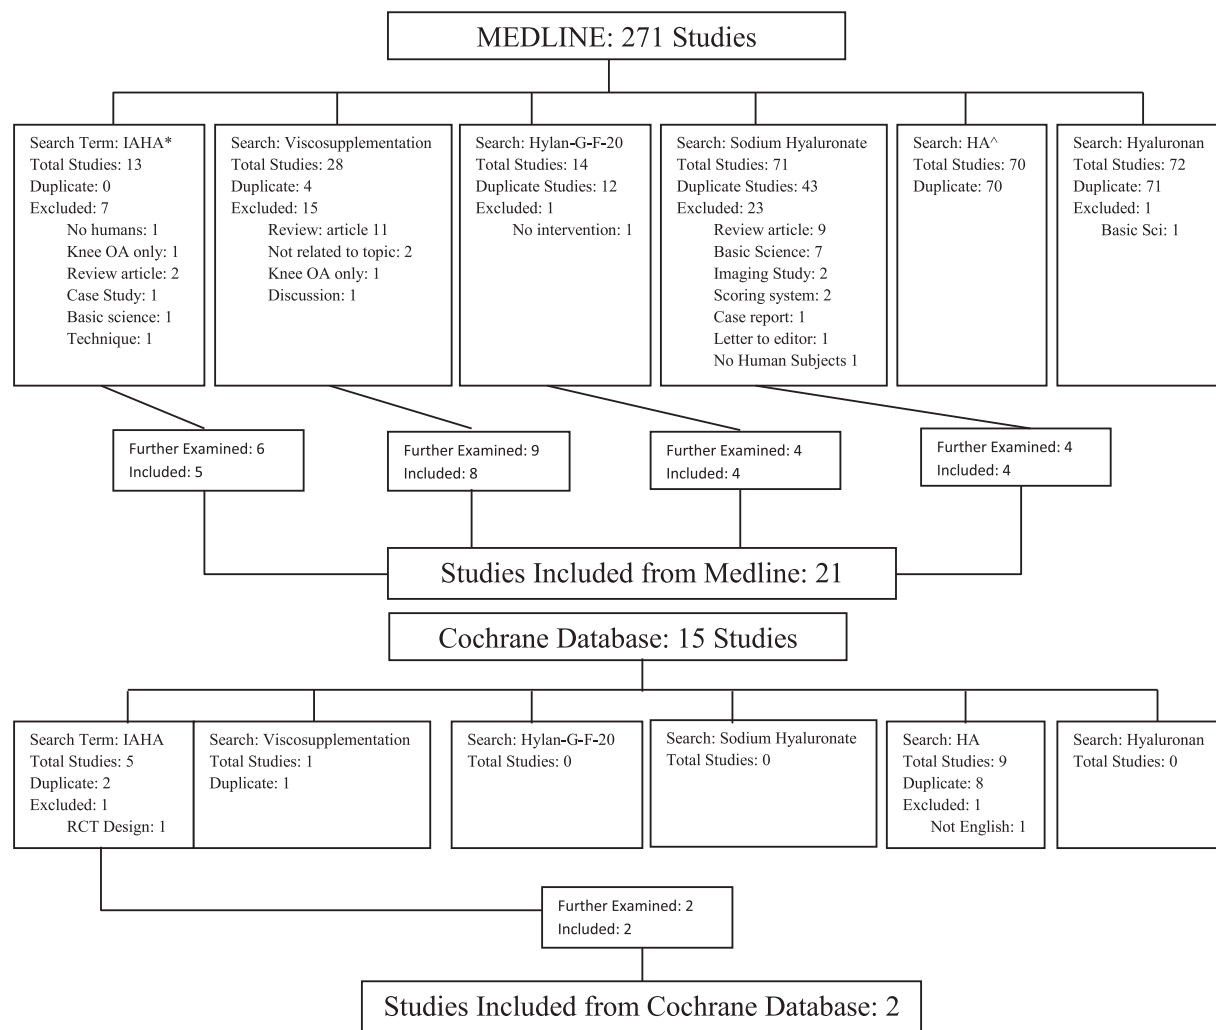 MEDLINE: 271 Studies
Search Term: IAHA*
Total Studies: 13
Duplicate: 0
Excluded: 7
No humans: 1
Knee OA only: 1
Review article: 2
Case Study: 1
Basic science: 1
Technique: 1
Search: Viscosupplementation
Total Studies: 28
Duplicate: 4
Excluded: 15
Review: article 11
Not related to topic: 2
Knee OA only: 1
Discussion: 1
Search: Hylan-G-F-20
Total Studies: 14
Duplicate Studies: 12
Excluded: 1
No intervention: 1
Search: Sodium Hyaluronate
Total Studies: 71
Duplicate Studies: 43
Excluded: 23
Review article: 9
Basic Science: 7
Imaging Study: 2
Scoring system: 2
Case report: 1
Letter to editor: 1
No Human Subjects 1
Search: HA^
Total Studies: 70
Duplicate: 70
Search: Hyaluronan
Total Studies: 72
Duplicate: 71
Excluded: 1
Basic Sci: 1
Further Examined: 6
Included: 5
Further Examined: 9
Included: 8
Further Examined: 4
Included: 4
Further Examined: 4
Included: 4
Studies Included from Medline: 21
Cochrane Database: 15 Studies
Search Term: IAHA
Total Studies: 5
Duplicate: 2
Excluded: 1
RCT Design: 1
Search: Viscosupplementation
Total Studies: 1
Duplicate: 1
Search: Hylan-G-F-20
Total Studies: 0
Search: Sodium Hyaluronate
Total Studies: 0
Search: HA
Total Studies: 9
Duplicate: 8
Excluded: 1
Not English: 1
Search: Hyaluronan
Total Studies: 0
Further Examined: 2
Included: 2
Studies Included from Cochrane Database: 2